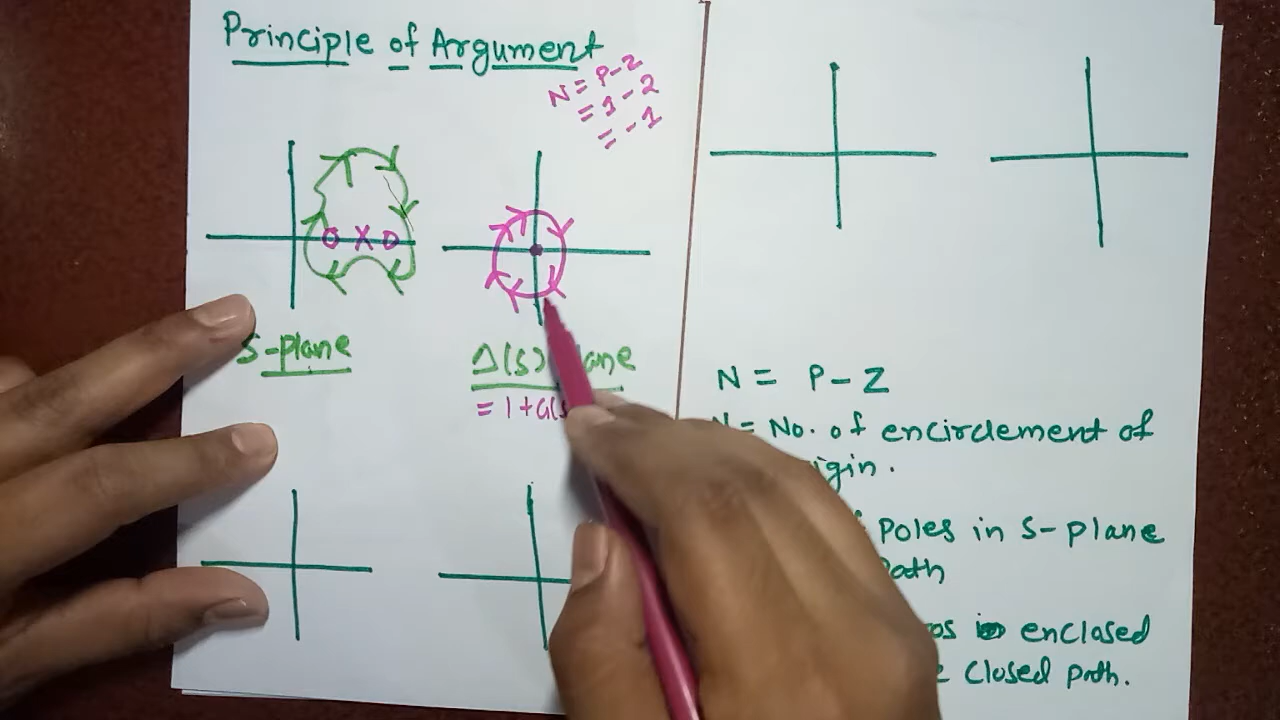 Principle of Argument
N = P - Z
= 1 - 2
= - 1
O X O
S-plane
Δ(s)
= 1 + G(s
N = P - Z
= No. of encirclement of
Poles in S-plane
enclosed
closed path.